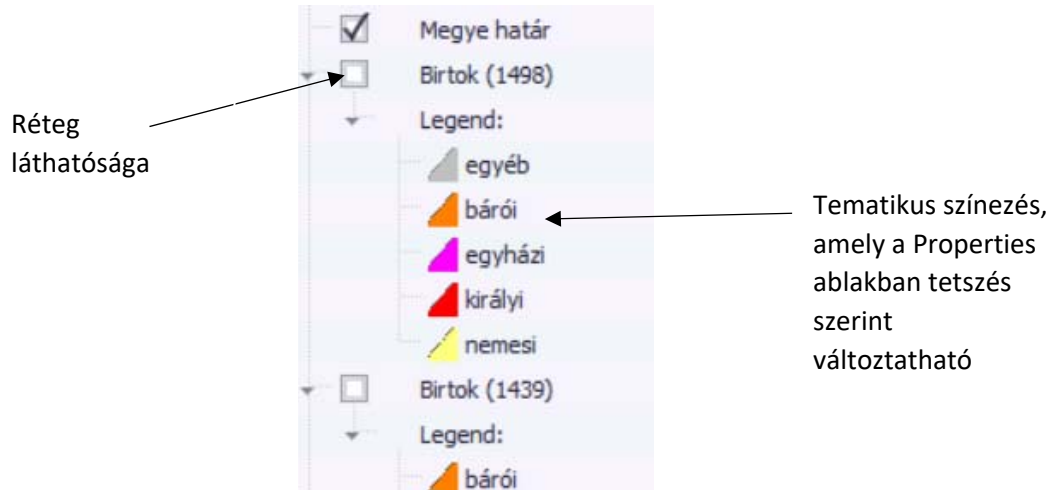 Megye határ
Birtok (1498)
Réteg
láthatósága
Legend:
egyéb
bárói
egyházi
királyi
nemesi
Tematikus színezés,
amely a Properties
ablakban tetszés
szerint
változtatható
Birtok (1439)
Legend:
bárói